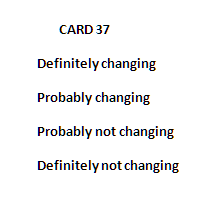 CARD 37
Definitely changing
Probably changing
Probably not changing
Definitely not changing